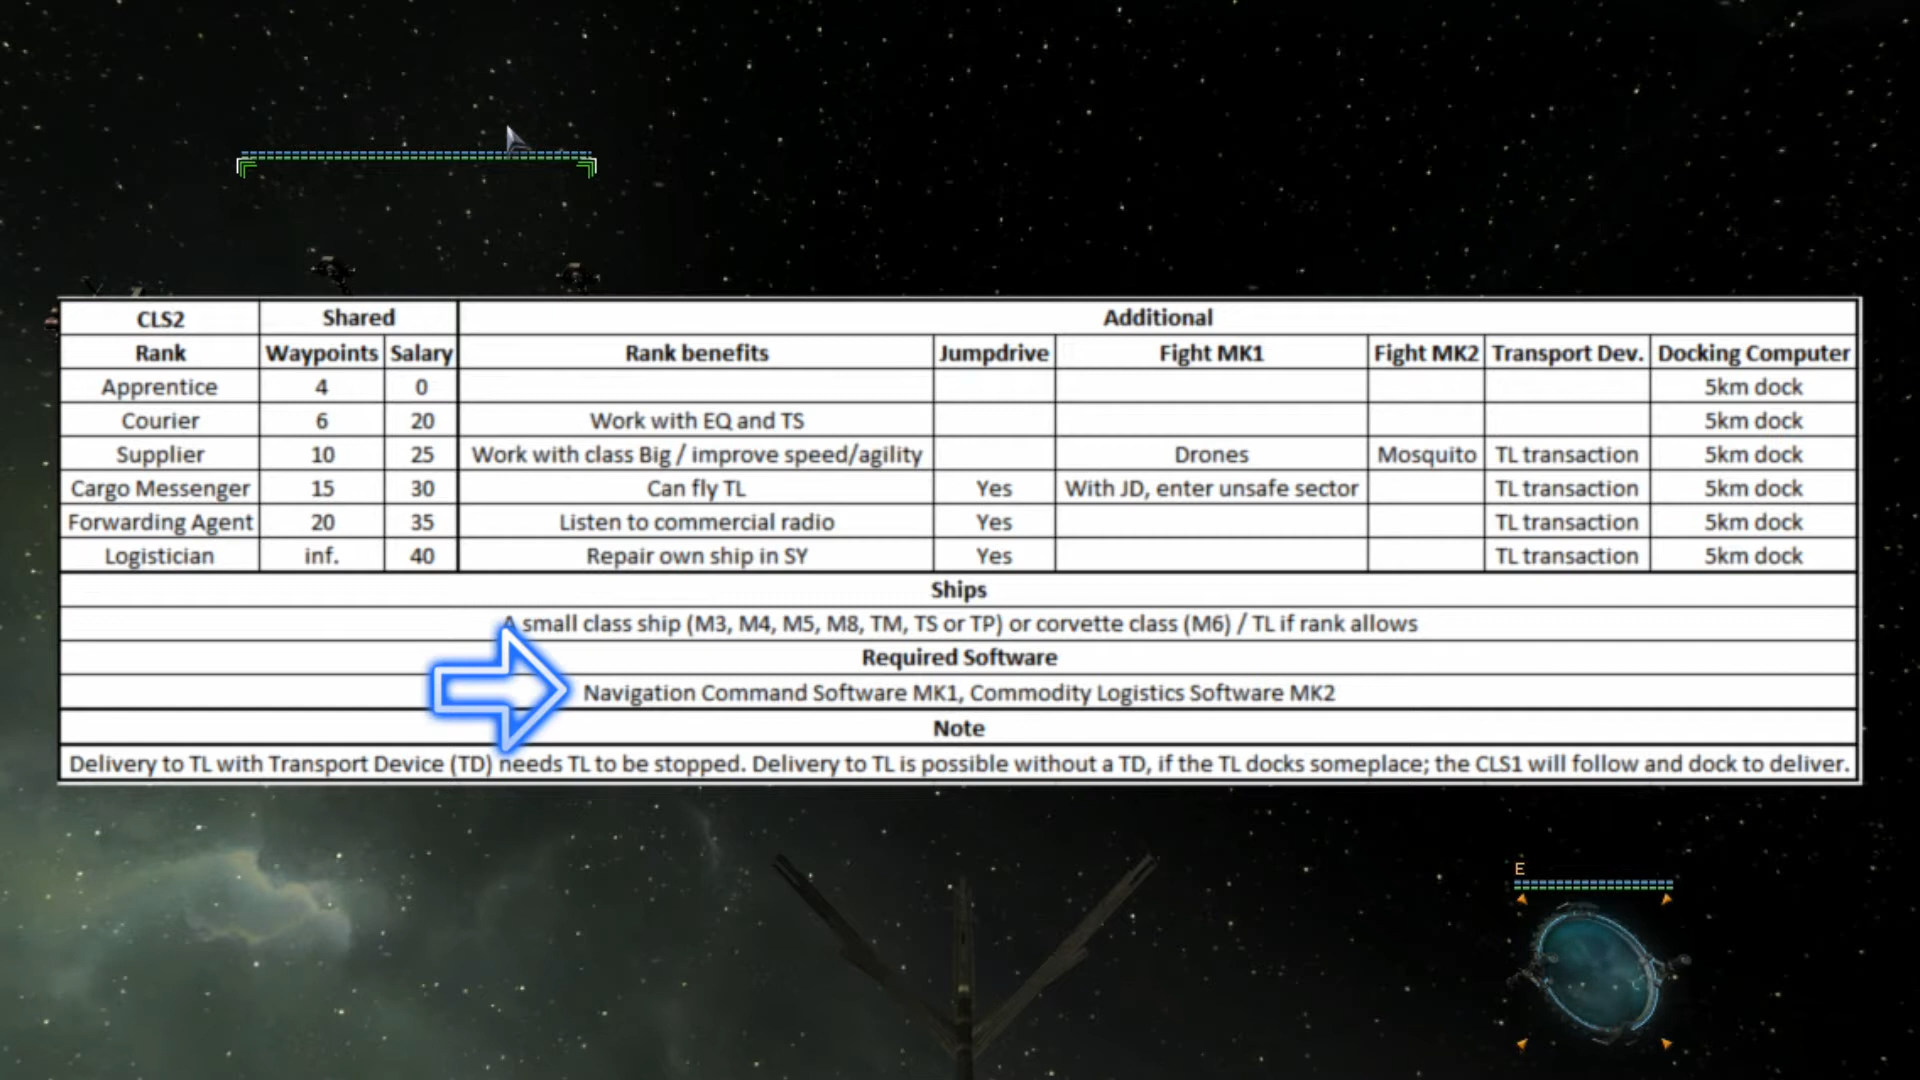 CLS2 Shared Additional
Rank Waypoints Salary Rank benefits Jumpdrive Fight MK1 Fight MK2 Transport Dev. Docking Computer
Apprentice 4 0 5km dock
Courier 6 20 Work with EQ and TS 5km dock
Supplier 10 25 Work with class Big / improve speed/agility Drones Mosquito TL transaction 5km dock
Cargo Messenger 15 30 Can fly TL Yes With JD, enter unsafe sector TL transaction 5km dock
Forwarding Agent 20 35 Listen to commercial radio Yes TL transaction 5km dock
Logistician inf. 40 Repair own ship in SY Yes TL transaction 5km dock
Ships
A small class ship (M3, M4, M5, M8, TM, TS or TP) or corvette class (M6) / TL if rank allows
Required Software
Navigation Command Software MK1, Commodity Logistics Software MK2
Note
Delivery to TL with Transport Device (TD) needs TL to be stopped. Delivery to TL is possible without a TD, if the TL docks someplace; the CLS1 will follow and dock to deliver.
E